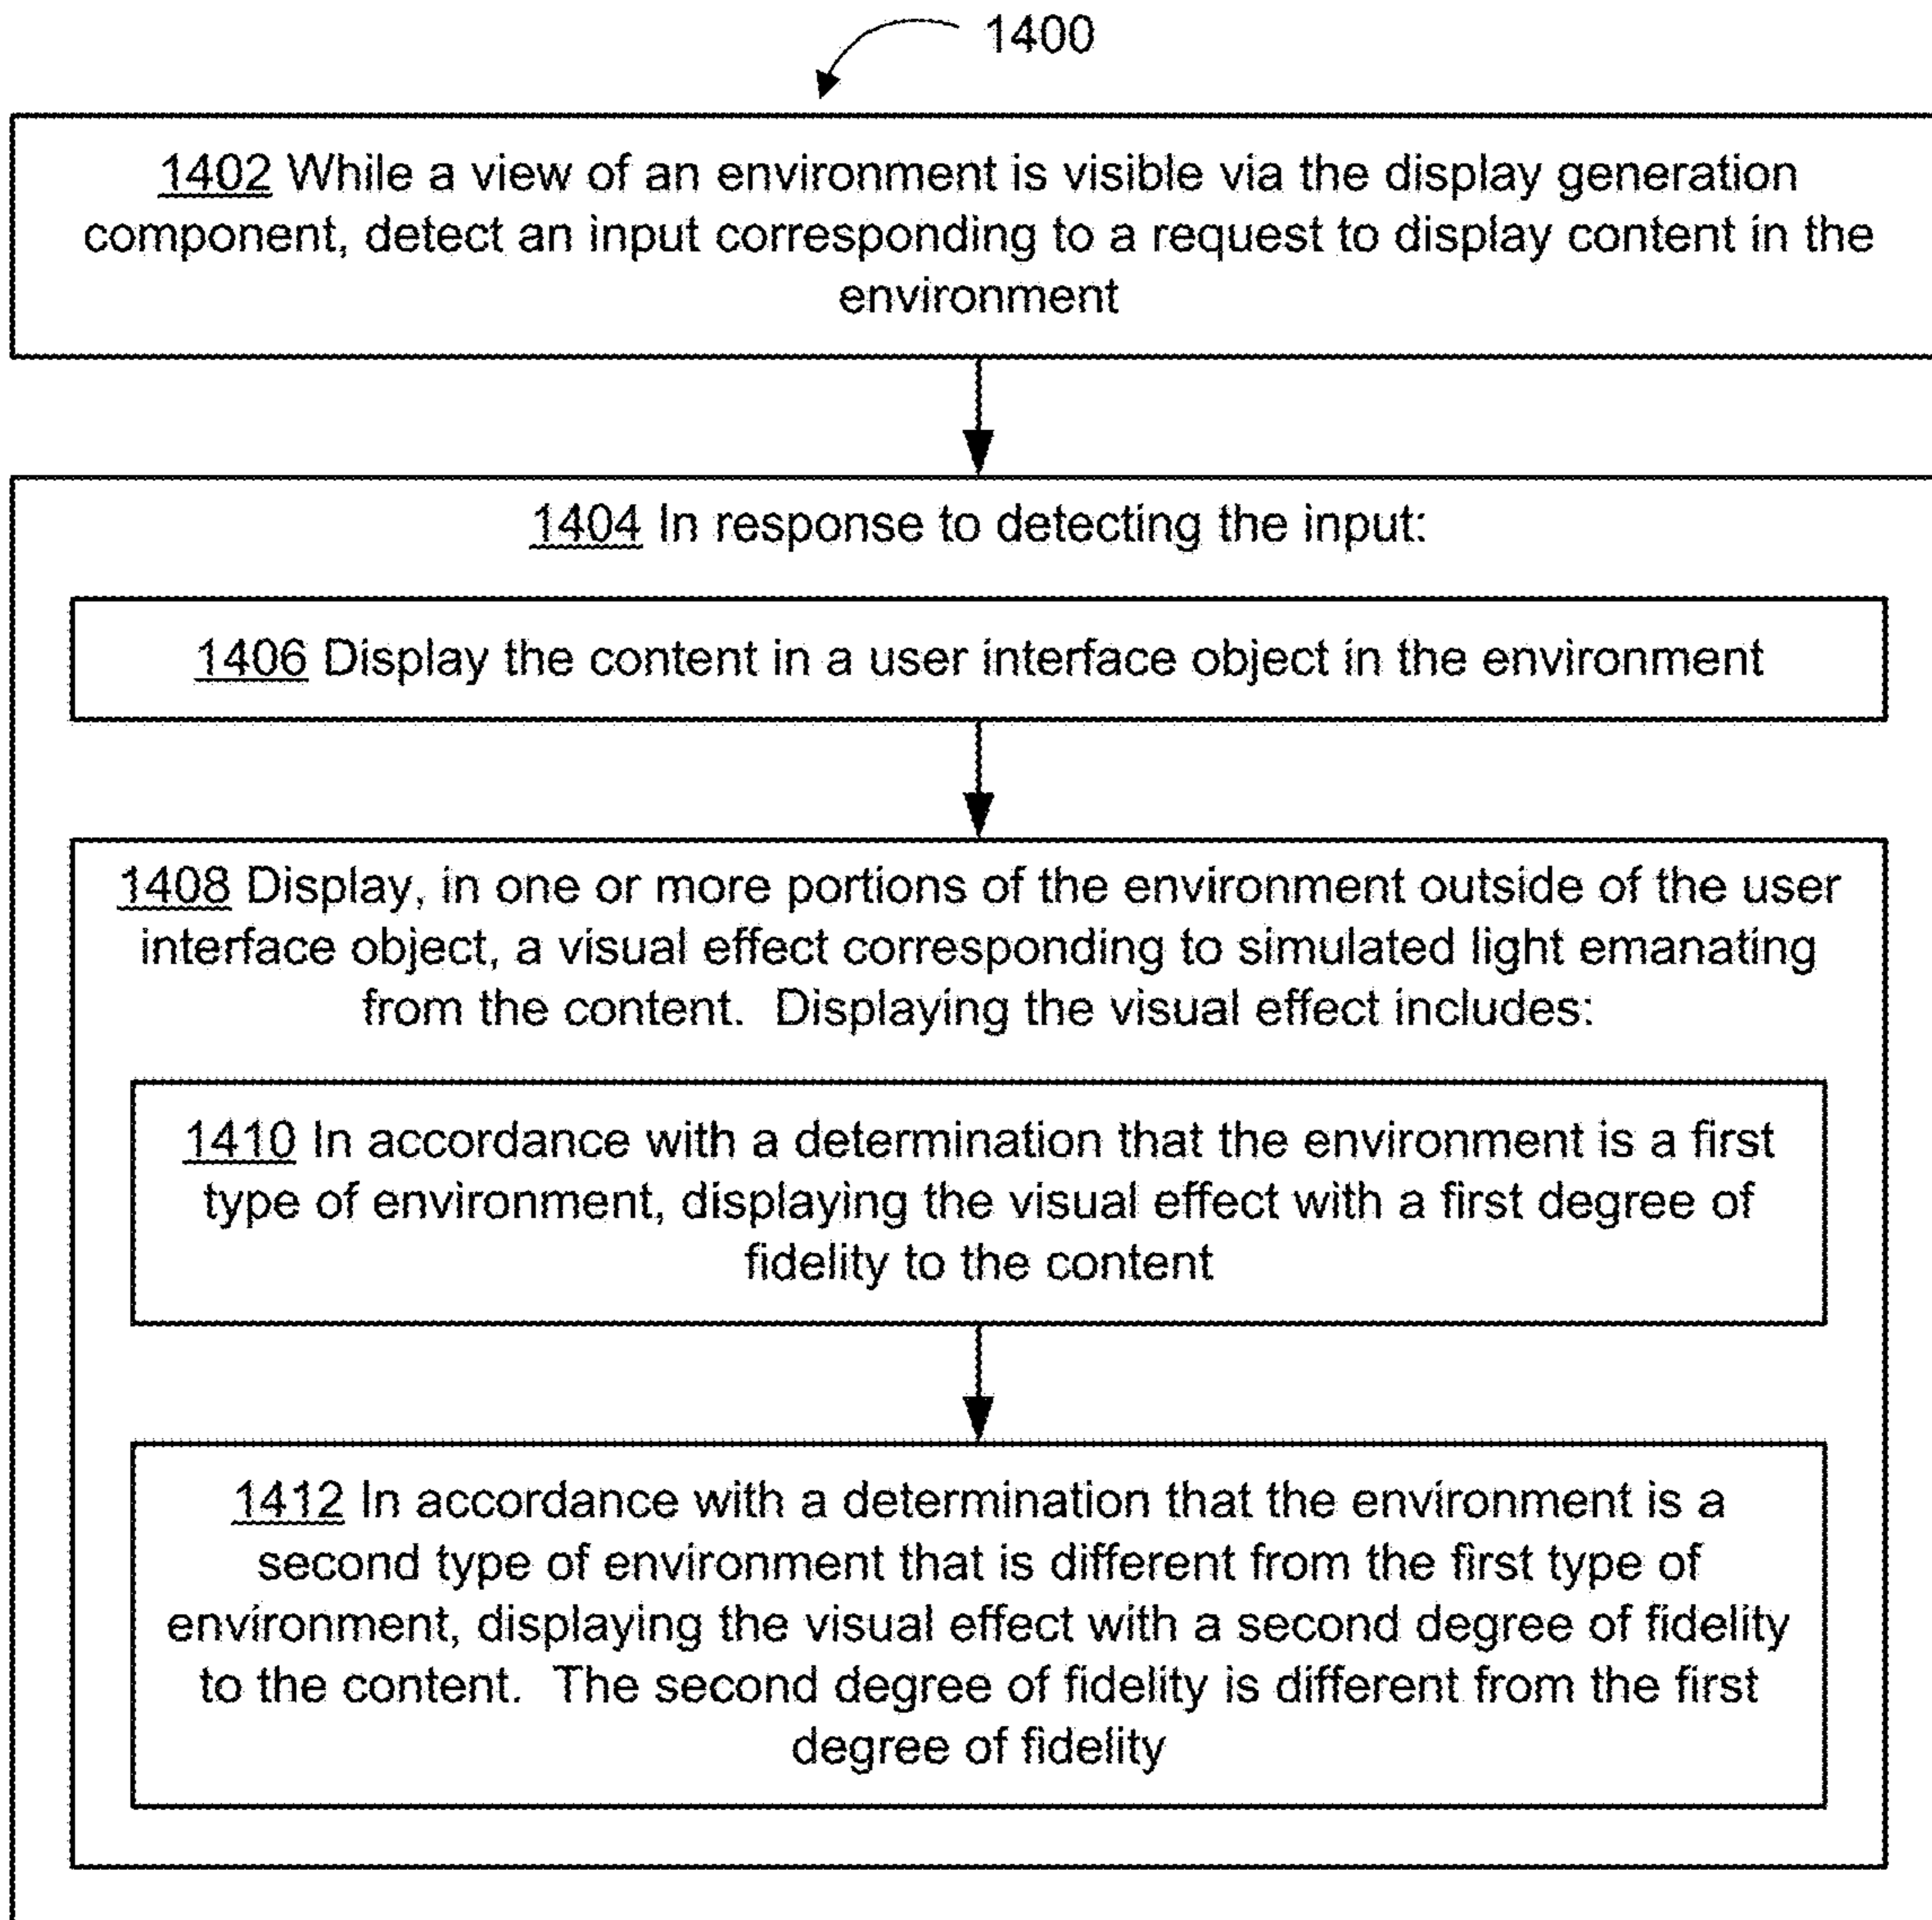 1400
1402 While a view of an environment is visible via the display generation
component, detect an input corresponding to a request to display content in the
environment
1404 In response to detecting the input:
1406 Display the content in a user interface object in the environment
1408 Display, in one or more portions of the environment outside of the user
interface object, a visual effect corresponding to simulated light emanating
from the content.  Displaying the visual effect includes:
1410 In accordance with a determination that the environment is a first
type of environment, displaying the visual effect with a first degree of
fidelity to the content
1412 In accordance with a determination that the environment is a
second type of environment that is different from the first type of
environment, displaying the visual effect with a second degree of fidelity
to the content.  The second degree of fidelity is different from the first
degree of fidelity